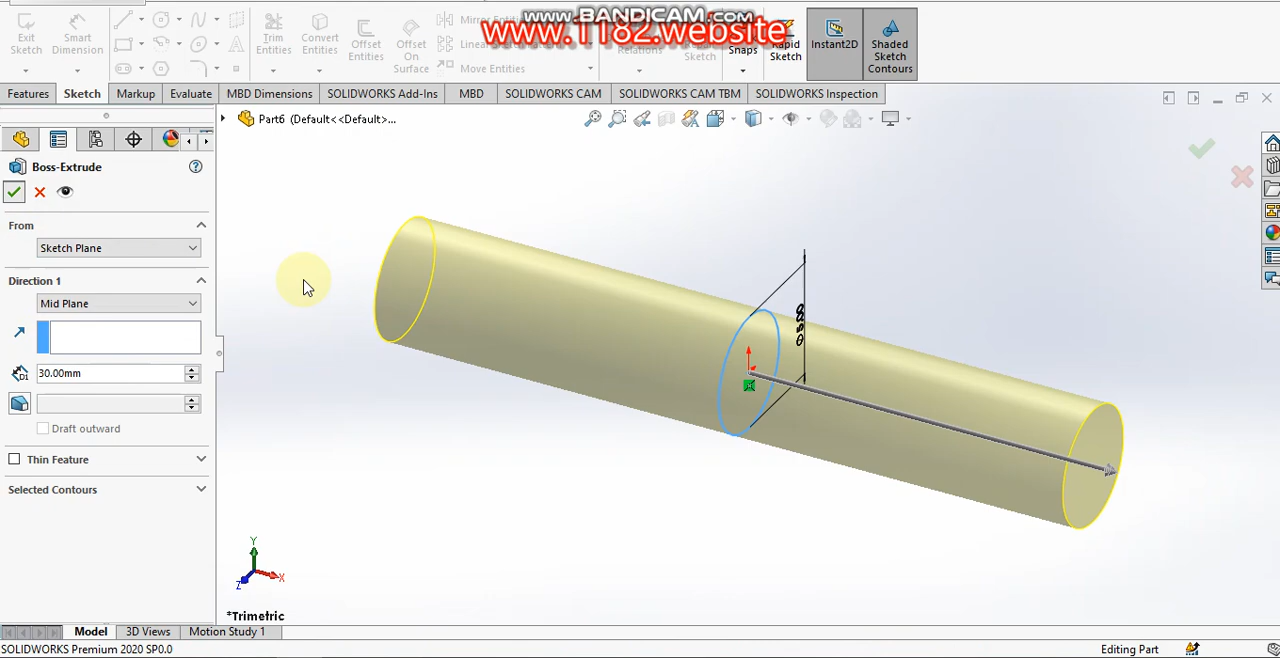 www.BANDICAM.com
www.1182.website
Exit Sketch
Smart Dimension
Trim Entities
Convert Entities
Offset Entities
Offset On Surface
Mirror Entities
Linear Sketch Pattern
Move Entities
Relations
Sketch
Snaps
Rapid Sketch
Instant2D
Shaded Sketch Contours
Features
Sketch
Markup
Evaluate
MBD Dimensions
SOLIDWORKS Add-Ins
MBD
SOLIDWORKS CAM
SOLIDWORKS CAM TBM
SOLIDWORKS Inspection
Part6 (Default<<Default>...
Boss-Extrude
From
Sketch Plane
Direction 1
Mid Plane
30.00mm
Draft outward
Thin Feature
Selected Contours
Y
X
Z
*Trimetric
Model
3D Views
Motion Study 1
SOLIDWORKS Premium 2020 SP0.0
Editing Part